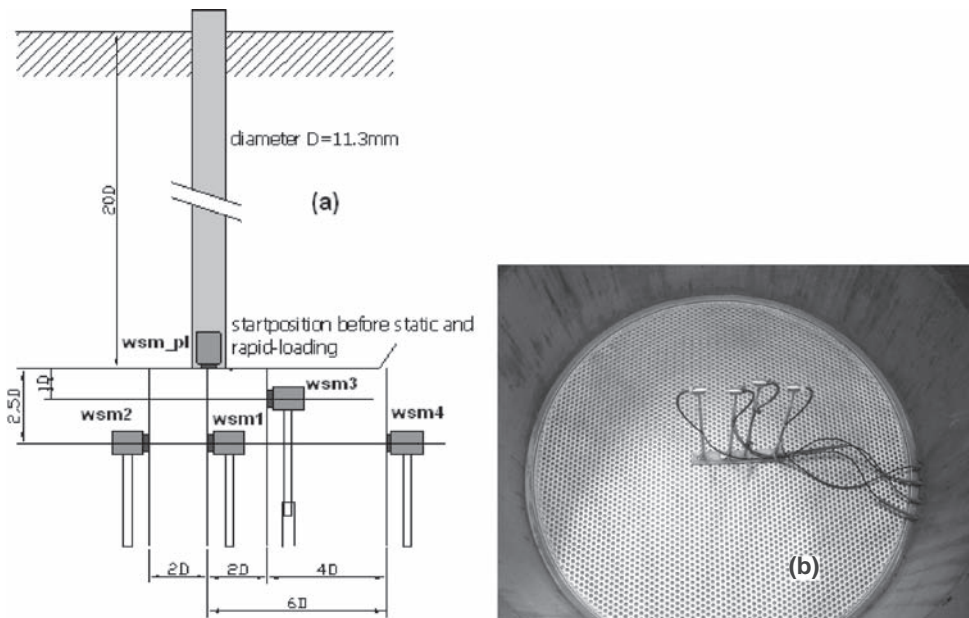 diameter D=11.3mm
20D
(a)
startposition before static and
rapid-loading
wsm_pl
1D
2.5D
wsm3
wsm2
wsm1
wsm4
2D
2D
4D
6D
(b)